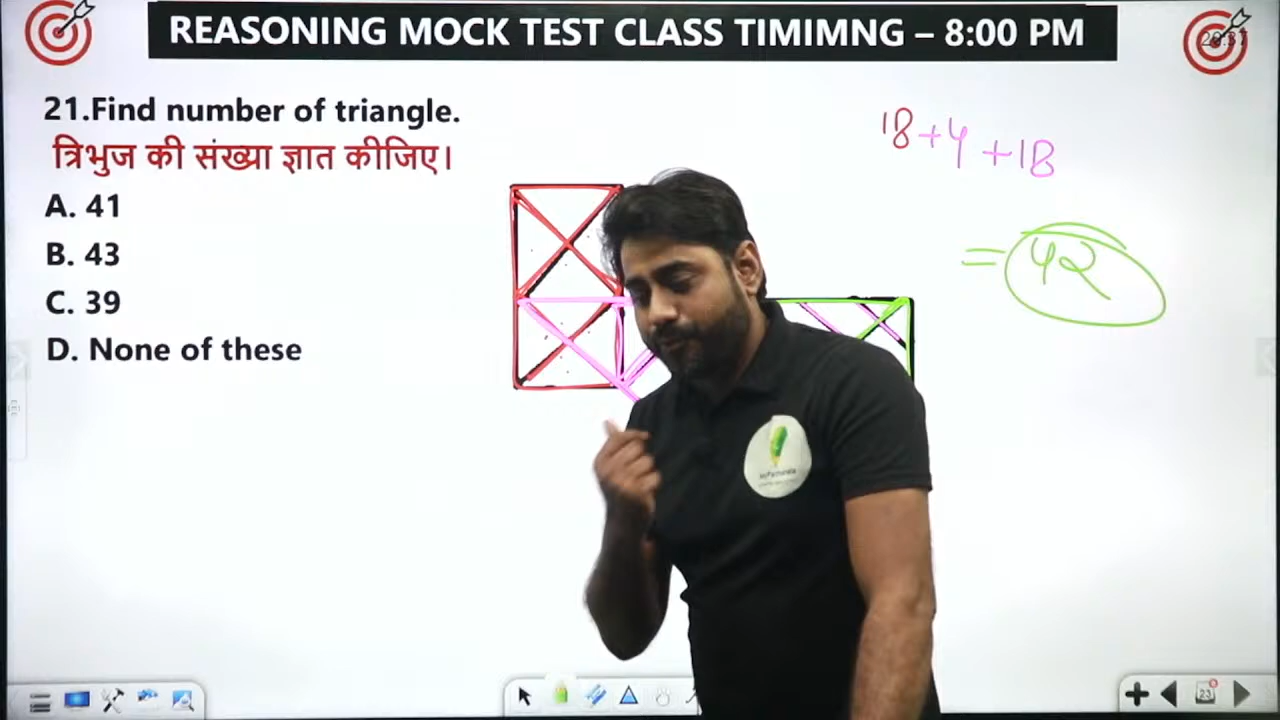 REASONING MOCK TEST CLASS TIMIMNG – 8:00 PM
21.Find number of triangle.
त्रिभुज की संख्या ज्ञात कीजिए।
A. 41
B. 43
C. 39
D. None of these
18+4+18
= 42
23